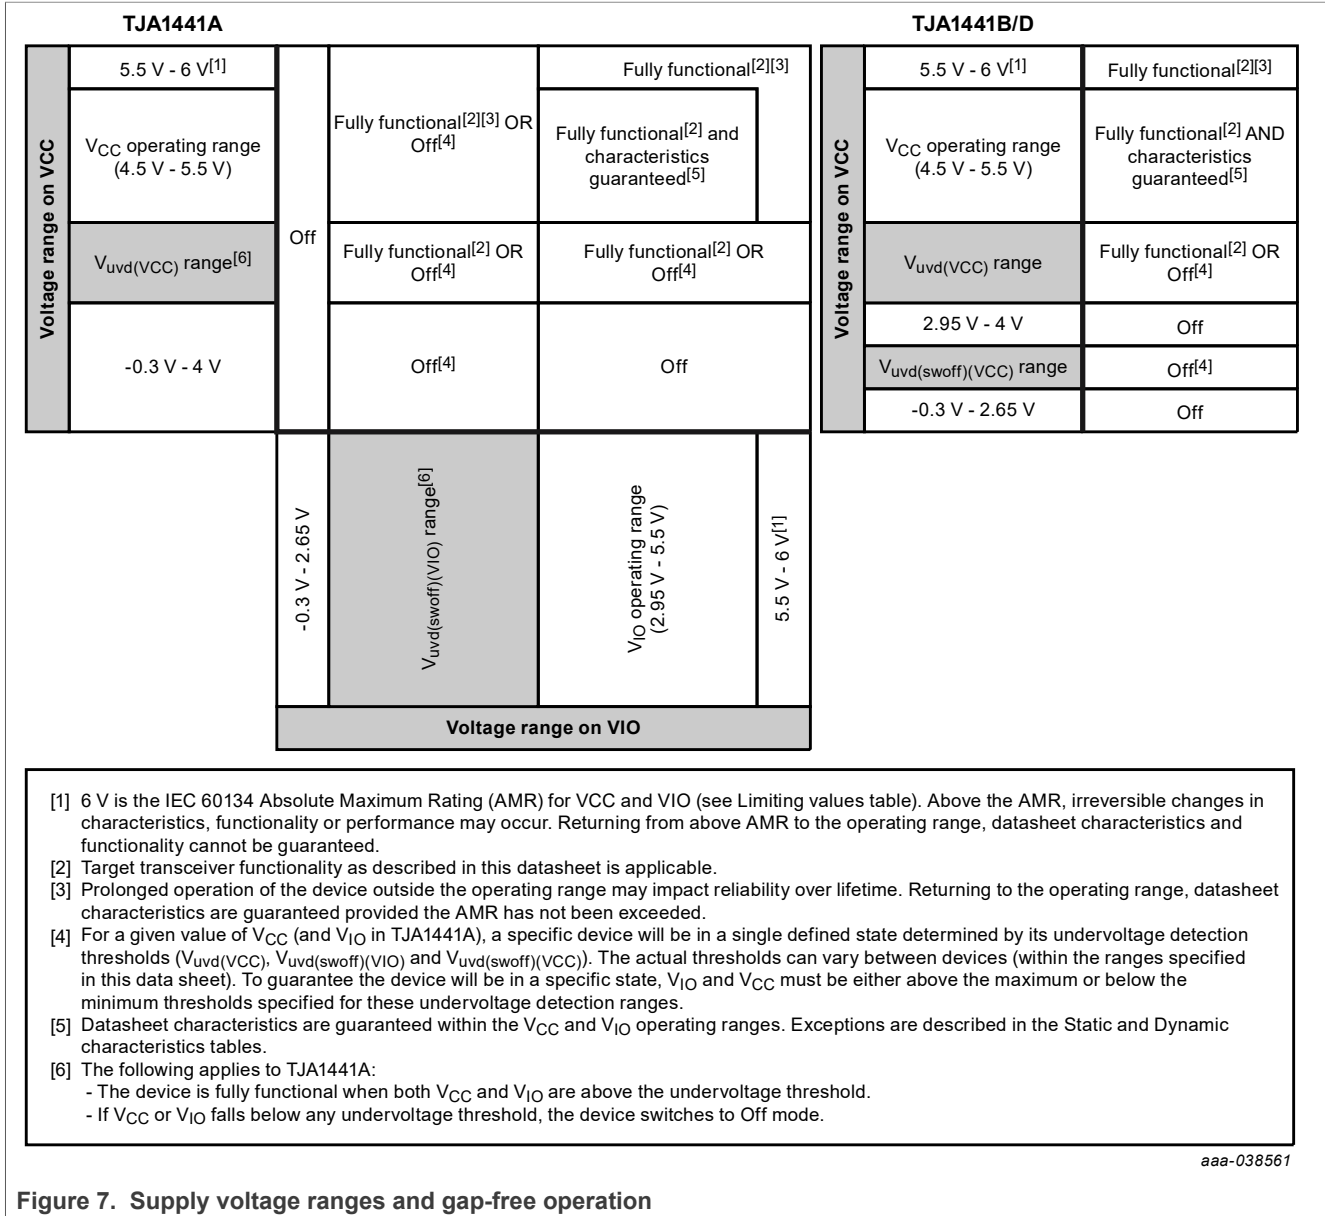 TJA1441A
Voltage range on VCC
5.5 V - 6 V[1]
VCC operating range
(4.5 V - 5.5 V)
Vuvd(VCC) range[6]
-0.3 V - 4 V
Off
Fully functional[2][3] OR
Off[4]
Fully functional[2][3]
Fully functional[2] and
characteristics
guaranteed[5]
Fully functional[2] OR
Off[4]
Fully functional[2] OR
Off[4]
Off[4]
Off
-0.3 V - 2.65 V
Vuvd(swoff)(VIO) range[6]
VIO operating range
(2.95 V - 5.5 V)
5.5 V - 6 V[1]
Voltage range on VIO
TJA1441B/D
Voltage range on VCC
5.5 V - 6 V[1]
Fully functional[2][3]
VCC operating range
(4.5 V - 5.5 V)
Fully functional[2] AND
characteristics
guaranteed[5]
Vuvd(VCC) range
Fully functional[2] OR
Off[4]
2.95 V - 4 V
Off
Vuvd(swoff)(VCC) range
Off[4]
-0.3 V - 2.65 V
Off
[1] 6 V is the IEC 60134 Absolute Maximum Rating (AMR) for VCC and VIO (see Limiting values table). Above the AMR, irreversible changes in
characteristics, functionality or performance may occur. Returning from above AMR to the operating range, datasheet characteristics and
functionality cannot be guaranteed.
[2] Target transceiver functionality as described in this datasheet is applicable.
[3] Prolonged operation of the device outside the operating range may impact reliability over lifetime. Returning to the operating range, datasheet
characteristics are guaranteed provided the AMR has not been exceeded.
[4] For a given value of VCC (and VIO in TJA1441A), a specific device will be in a single defined state determined by its undervoltage detection
thresholds (Vuvd(VCC), Vuvd(swoff)(VIO) and Vuvd(swoff)(VCC)). The actual thresholds can vary between devices (within the ranges specified
in this data sheet). To guarantee the device will be in a specific state, VIO and VCC must be either above the maximum or below the
minimum thresholds specified for these undervoltage detection ranges.
[5] Datasheet characteristics are guaranteed within the VCC and VIO operating ranges. Exceptions are described in the Static and Dynamic
characteristics tables.
[6] The following applies to TJA1441A:
- The device is fully functional when both VCC and VIO are above the undervoltage threshold.
- If VCC or VIO falls below any undervoltage threshold, the device switches to Off mode.
aaa-038561
Figure 7. Supply voltage ranges and gap-free operation